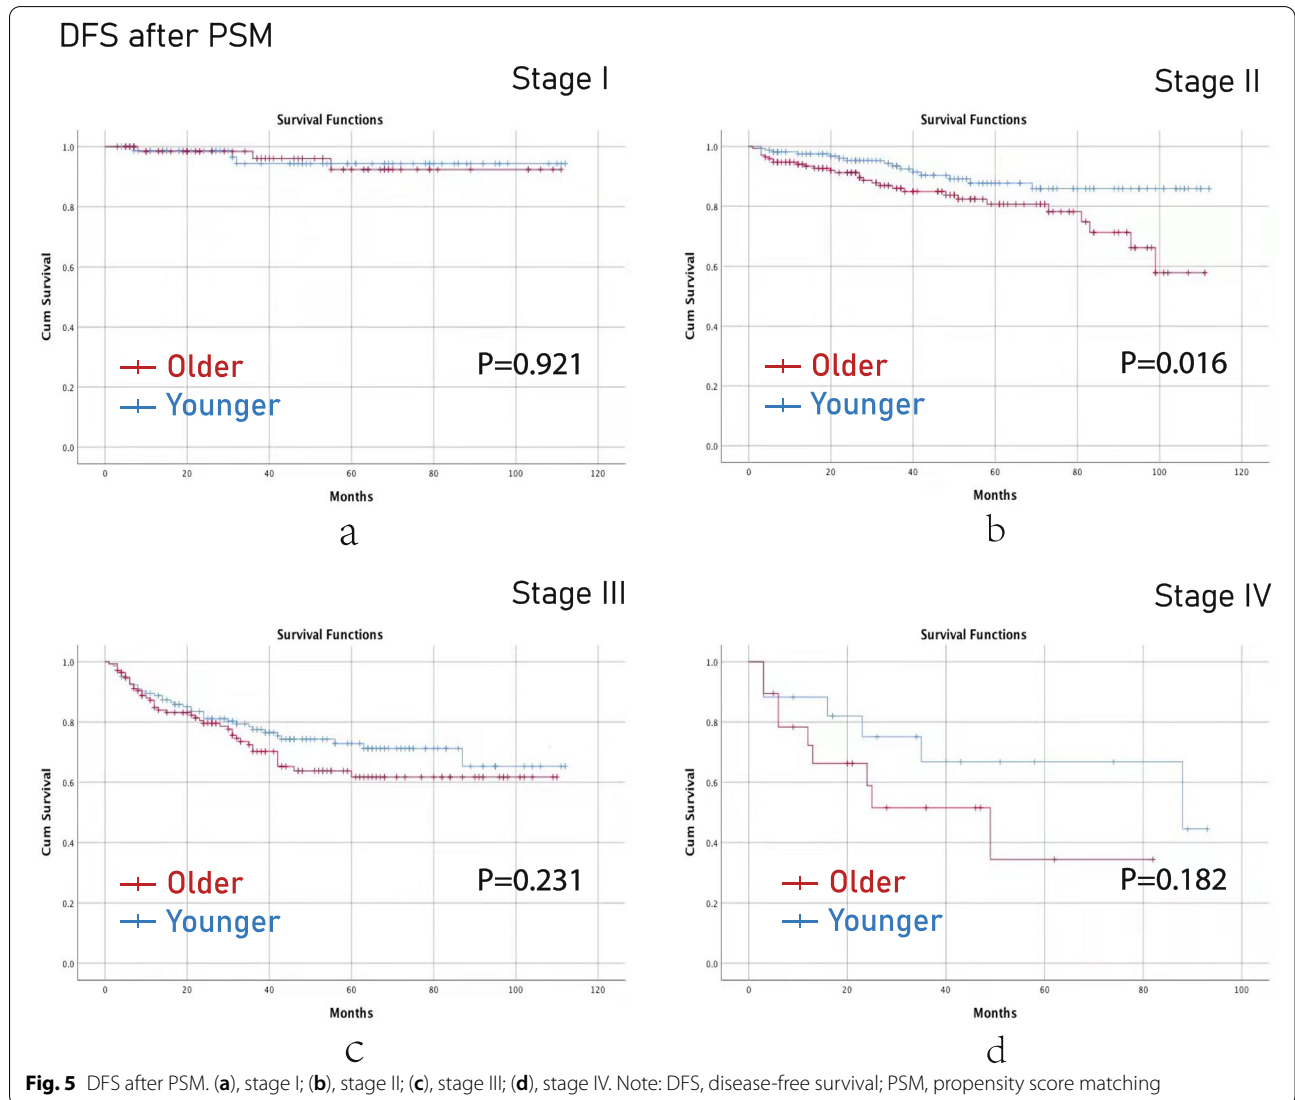 DFS after PSM
Stage I
Survival Functions
1.0
0.8
0.6
0.4
0.2
0.0
Cum Survival
Older
Younger
P=0.921
0 20 40 60 80 100 120
Months
a
Stage II
Survival Functions
1.0
0.8
0.6
0.4
0.2
0.0
Cum Survival
Older
Younger
P=0.016
0 20 40 60 80 100 120
Months
b
Stage III
Survival Functions
1.0
0.8
0.6
0.4
0.2
0.0
Cum Survival
Older
Younger
P=0.231
0 20 40 60 80 100 120
Months
c
Stage IV
Survival Functions
1.0
0.8
0.6
0.4
0.2
0.0
Cum Survival
Older
Younger
P=0.182
0 20 40 60 80 100
Months
d
Fig. 5 DFS after PSM. (a), stage I; (b), stage II; (c), stage III; (d), stage IV. Note: DFS, disease-free survival; PSM, propensity score matching